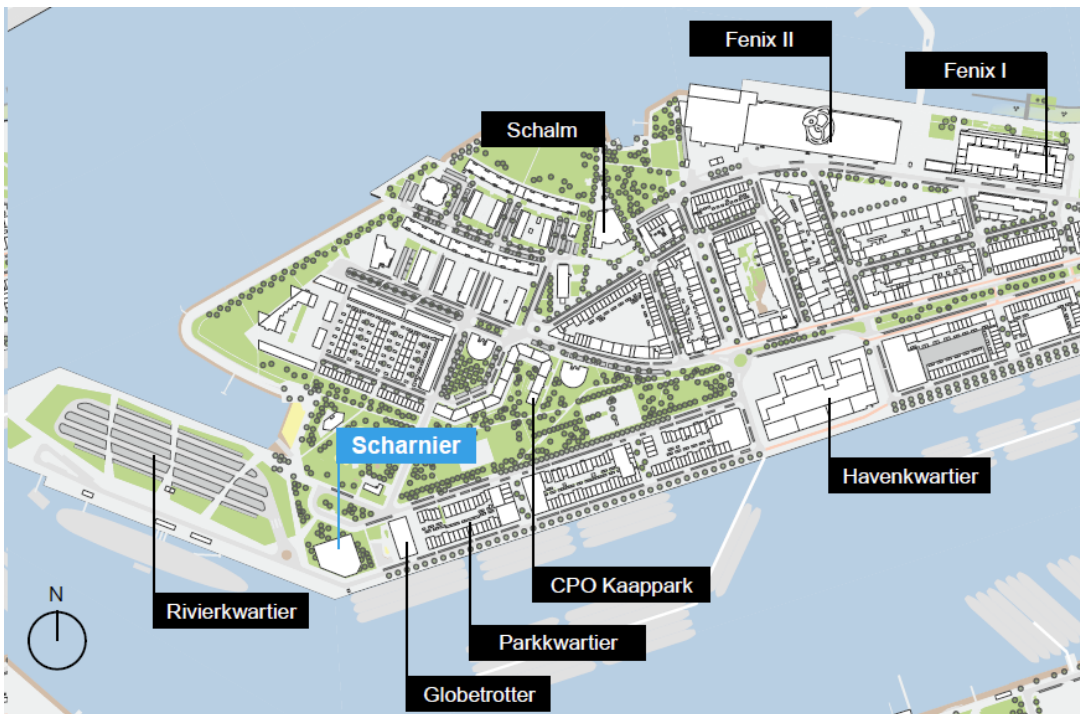 Fenix II
Fenix I
Schalm
Scharnier
Havenkwartier
CPO Kaappark
Rivierkwartier
Parkkwartier
Globetrotter
N